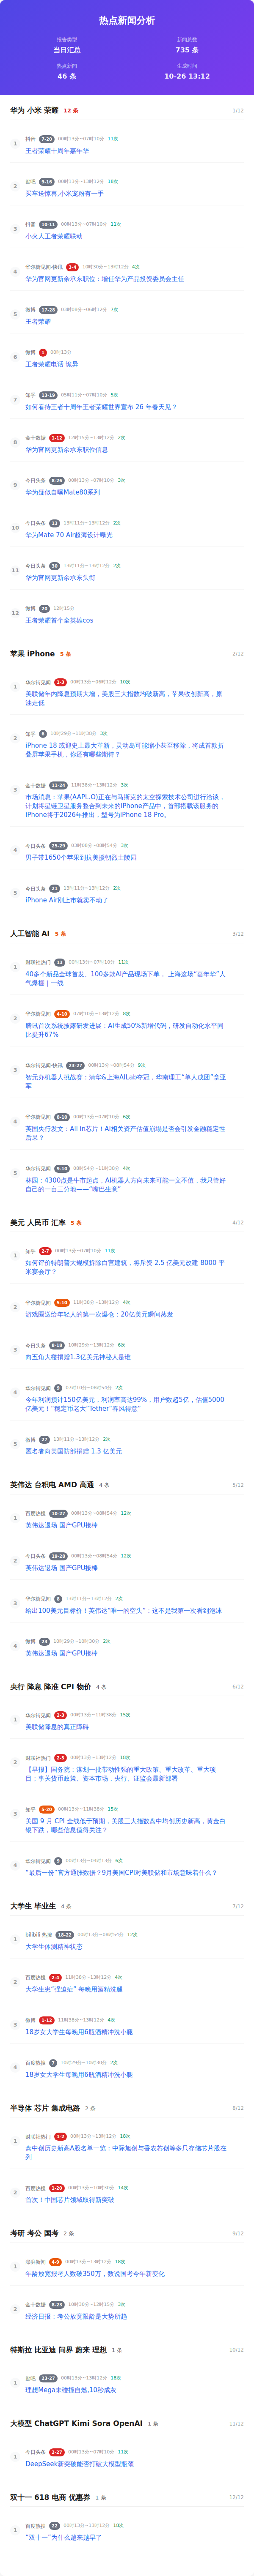 热点新闻分析
报告类型
新闻总数
当日汇总
735 条
热点新闻
生成时间
46 条
10-26 13:12
华为 小米 荣耀 12 条 1/12
1 抖音 7-20 00时13分~07时10分 11次
王者荣耀十周年嘉年华
2 贴吧 9-16 00时13分~13时12分 18次
买车送惊喜,小米宠粉有一手
3 抖音 10-11 00时13分~07时10分 11次
小火人王者荣耀联动
4 华尔街见闻-快讯 3-4 10时30分~13时12分 4次
华为官网更新余承东职位：增任华为产品投资委员会主任
5 微博 17-28 03时08分~06时12分 7次
王者荣耀
6 微博 1 00时13分
王者荣耀电话 诡异
7 知乎 13-19 05时11分~07时10分 5次
如何看待王者十周年王者荣耀世界宣布 26 年春天见？
8 金十数据 1-12 12时15分~13时12分 2次
华为官网更新余承东职位信息
9 今日头条 8-26 00时13分~07时10分 3次
华为疑似自曝Mate80系列
10 今日头条 13 13时11分~13时12分 2次
华为Mate 70 Air超薄设计曝光
11 今日头条 30 13时11分~13时12分 2次
华为官网更新余承东头衔
12 微博 20 12时15分
王者荣耀首个全英雄cos
苹果 iPhone 5 条 2/12
1 华尔街见闻 1-3 00时13分~06时12分 10次
美联储年内降息预期大增，美股三大指数均破新高，苹果收创新高，原
油走低
2 知乎 6 10时29分~11时38分 3次
iPhone 18 或迎史上最大革新，灵动岛可能缩小甚至移除，将成首款折
叠屏苹果手机，你还有哪些期待？
3 金十数据 11-24 11时38分~13时12分 3次
市场消息：苹果(AAPL.O)正在与马斯克的太空探索技术公司进行洽谈，
计划将星链卫星服务整合到未来的iPhone产品中，首部搭载该服务的
iPhone将于2026年推出，型号为iPhone 18 Pro。
4 今日头条 25-29 03时08分~08时54分 3次
男子带1650个苹果到抗美援朝烈士陵园
5 今日头条 21 13时11分~13时12分 2次
iPhone Air刚上市就卖不动了
人工智能 AI 5 条 3/12
1 财联社热门 13 00时13分~07时10分 11次
40多个新品全球首发、100多款AI产品现场下单， 上海这场“嘉年华”人
气爆棚｜一线
2 华尔街见闻 4-10 07时10分~13时12分 9次
腾讯首次系统披露研发进展：AI生成50%新增代码，研发自动化水平同
比提升67%
3 华尔街见闻-快讯 23-27 00时13分~08时54分 9次
智元办机器人挑战赛：清华&上海AILab夺冠，华南理工“单人成团”拿亚
军
4 华尔街见闻 8-10 00时13分~07时10分 6次
英国央行发文：All in芯片！AI相关资产估值崩塌是否会引发金融稳定性
后果？
5 华尔街见闻 9-10 08时54分~11时38分 4次
林园：4300点是牛市起点，AI机器人方向未来可能一文不值，我只管好
自己的一亩三分地——“嘴巴生意”
美元 人民币 汇率 5 条 4/12
1 知乎 2-7 00时13分~07时10分 11次
如何评价特朗普大规模拆除白宫建筑，将斥资 2.5 亿美元改建 8000 平
米宴会厅？
2 华尔街见闻 5-10 11时38分~13时12分 4次
游戏圈送给年轻人的第一次爆仓：20亿美元瞬间蒸发
3 今日头条 8-18 10时29分~13时12分 6次
向五角大楼捐赠1.3亿美元神秘人是谁
4 华尔街见闻 9 07时10分~08时54分 2次
今年利润预计150亿美元，利润率高达99%，用户数超5亿，估值5000
亿美元！“稳定币老大”Tether“春风得意”
5 微博 27 13时11分~13时12分 2次
匿名者向美国防部捐赠 1.3 亿美元
英伟达 台积电 AMD 高通 4 条 5/12
1 百度热搜 10-27 00时13分~08时54分 12次
英伟达退场 国产GPU接棒
2 今日头条 19-28 00时13分~08时54分 12次
英伟达退场 国产GPU接棒
3 华尔街见闻 8 13时11分~13时12分 2次
给出100美元目标价！英伟达“唯一的空头”：这不是我第一次看到泡沫
4 微博 23 10时29分~10时30分 2次
英伟达退场 国产GPU接棒
央行 降息 降准 CPI 物价 4 条 6/12
1 华尔街见闻 2-3 00时13分~11时38分 15次
美联储降息的真正障碍
2 财联社热门 2-5 00时13分~13时12分 18次
【早报】国务院：谋划一批带动性强的重大政策、重大改革、重大项
目；事关货币政策、资本市场，央行、证监会最新部署
3 知乎 5-26 00时13分~11时38分 15次
美国 9 月 CPI 全线低于预期，美股三大指数盘中均创历史新高，黄金白
银下跌，哪些信息值得关注？
4 华尔街见闻 9 00时13分~04时13分 6次
“最后一份”官方通胀数据？9月美国CPI对美联储和市场意味着什么？
大学生 毕业生 4 条 7/12
1 bilibili 热搜 18-22 00时13分~08时54分 12次
大学生体测精神状态
2 百度热搜 2-4 11时38分~13时12分 4次
大学生患“强迫症” 每晚用酒精洗腿
3 微博 1-12 11时38分~13时12分 4次
18岁女大学生每晚用6瓶酒精冲洗小腿
4 百度热搜 7 10时29分~10时30分 2次
18岁女大学生每晚用6瓶酒精冲洗小腿
半导体 芯片 集成电路 2 条 8/12
1 财联社热门 1-2 00时13分~13时12分 18次
盘中创历史新高A股名单一览：中际旭创与香农芯创等多只存储芯片股在
列
2 百度热搜 1-20 00时13分~10时30分 14次
首次！中国芯片领域取得新突破
考研 考公 国考 2 条 9/12
1 澎湃新闻 4-9 00时13分~13时12分 18次
年龄放宽报考人数破350万，数说国考今年新变化
2 金十数据 8-23 10时30分~12时15分 3次
经济日报：考公放宽限龄是大势所趋
特斯拉 比亚迪 问界 蔚来 理想 1 条 10/12
1 贴吧 23-27 00时13分~13时12分 18次
理想Mega未碰撞自燃,10秒成灰
大模型 ChatGPT Kimi Sora OpenAI 1 条 11/12
1 今日头条 2-27 00时13分~07时10分 11次
DeepSeek新突破能否打破大模型瓶颈
双十一 618 电商 优惠券 1 条 12/12
1 百度热搜 22 00时13分~13时12分 18次
“双十一”为什么越来越早了